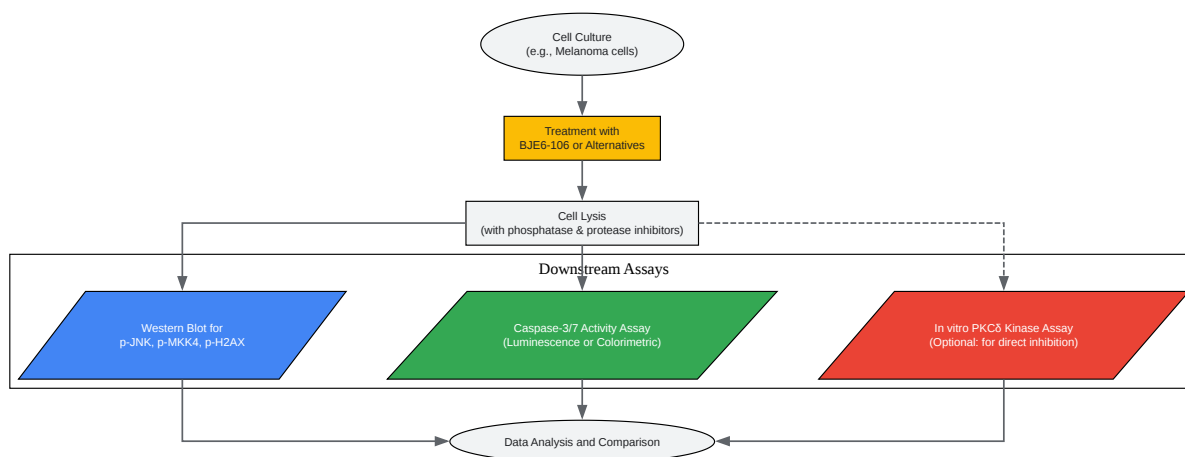 Cell Culture
(e.g., Melanoma cells)
Treatment with
BJE6-106 or Alternatives
Cell Lysis
(with phosphatase & protease inhibitors)
Downstream Assays
Western Blot for
p-JNK, p-MKK4, p-H2AX
Caspase-3/7 Activity Assay
(Luminescence or Colorimetric)
In vitro PKCδ Kinase Assay
(Optional: for direct inhibition)
Data Analysis and Comparison